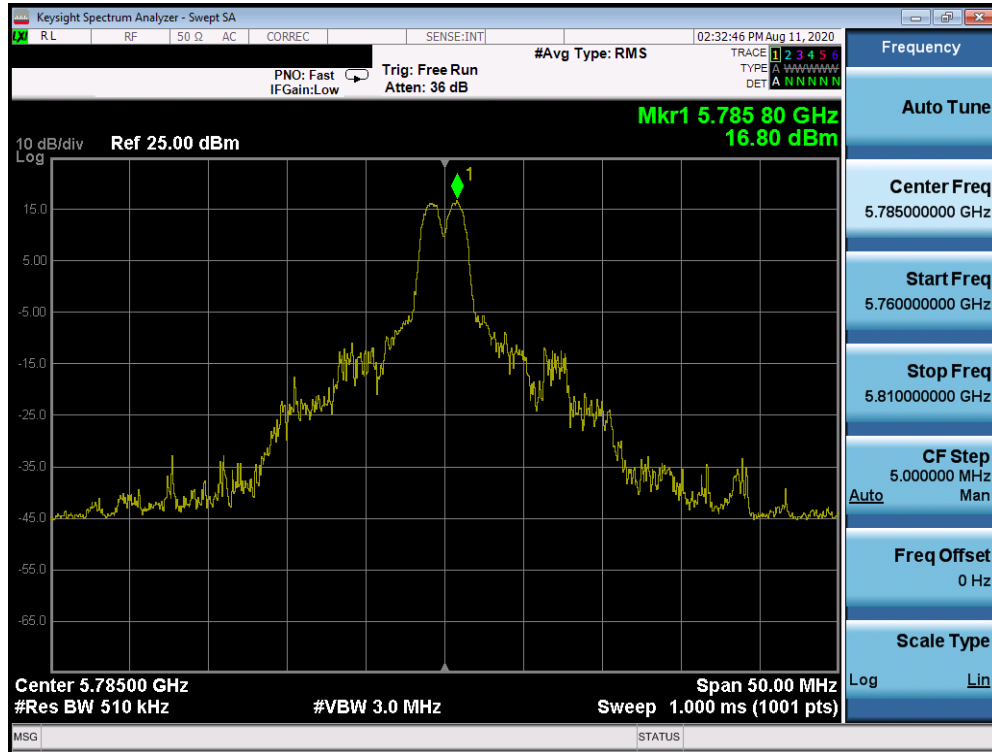 Keysight Spectrum Analyzer - Swept SA
LXI RL RF 50 Ω AC CORREC SENSE:INT 02:32:46 PM Aug 11, 2020
#Avg Type: RMS TRACE 1 2 3 4 5 6
PNO: Fast Trig: Free Run TYPE A WWWWW
IFGain:Low Atten: 36 dB DET A N N N N N
Mkr1 5.785 80 GHz
16.80 dBm
10 dB/div Ref 25.00 dBm
Log
1
15.0
5.00
-5.00
-15.0
-25.0
-35.0
-45.0
-55.0
-65.0
Center 5.78500 GHz Span 50.00 MHz
#Res BW 510 kHz #VBW 3.0 MHz Sweep 1.000 ms (1001 pts)
MSG STATUS
Frequency
Auto Tune
Center Freq
5.785000000 GHz
Start Freq
5.760000000 GHz
Stop Freq
5.810000000 GHz
CF Step
5.000000 MHz
Auto Man
Freq Offset
0 Hz
Scale Type
Log Lin